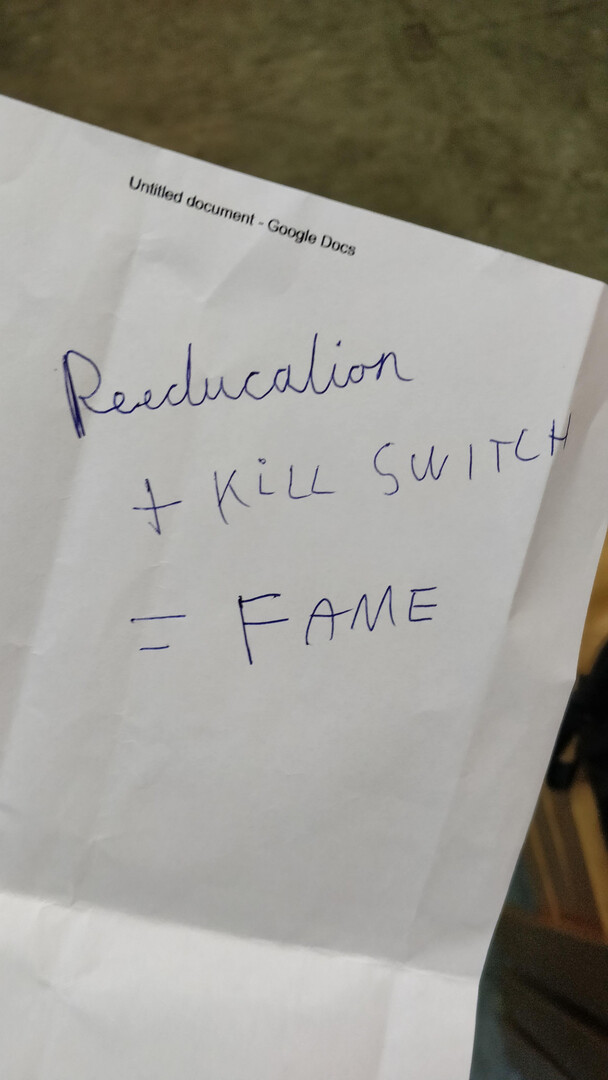 Untitled document - Google Docs
Reeducation
+ KiLL SWITCH
= FAME